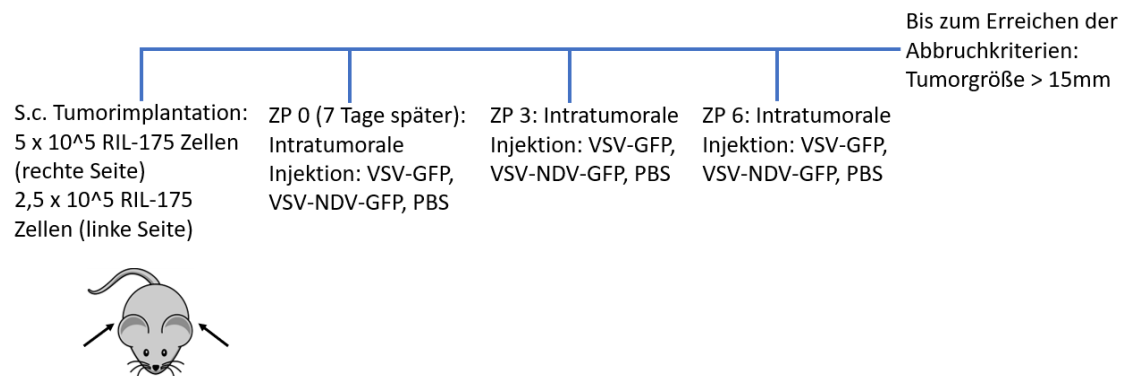 Bis zum Erreichen der
Abbruchkriterien:
Tumorgröße > 15mm
S.c. Tumorimplantation:
5 x 10^5 RIL-175 Zellen
(rechte Seite)
2,5 x 10^5 RIL-175
Zellen (linke Seite)
ZP 0 (7 Tage später):
Intratumorale
Injektion: VSV-GFP,
VSV-NDV-GFP, PBS
ZP 3: Intratumorale
Injektion: VSV-GFP,
VSV-NDV-GFP, PBS
ZP 6: Intratumorale
Injektion: VSV-GFP,
VSV-NDV-GFP, PBS